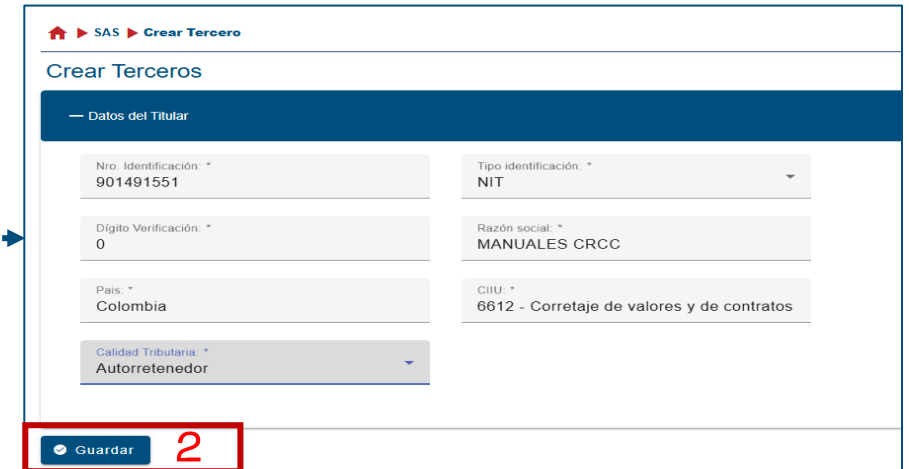 SAS Crear Tercero
Crear Terceros
Datos del Titular
Nro. Identificación: *
901491551
Tipo identificación: *
NIT
Dígito Verificación: *
0
Razón social: *
MANUALES CRCC
Pais: *
Colombia
CIIU: *
6612 - Corretaje de valores y de contratos
Calidad Tributaria: *
Autorretenedor
Guardar 2